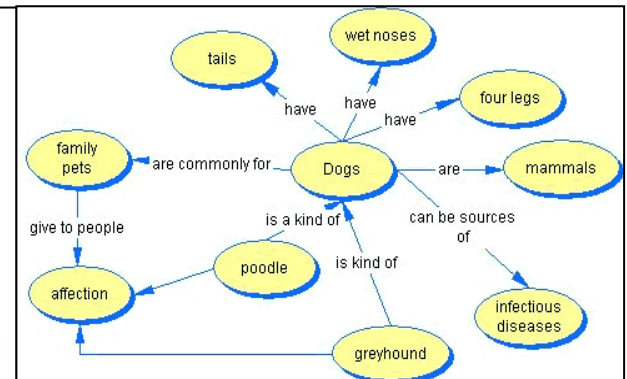 wet noses
tails
have
have
have
four legs
family
pets
are commonly for
Dogs
are
mammals
is a kind of
can be sources
of
give to people
poodle
is kind of
affection
infectious
diseases
greyhound